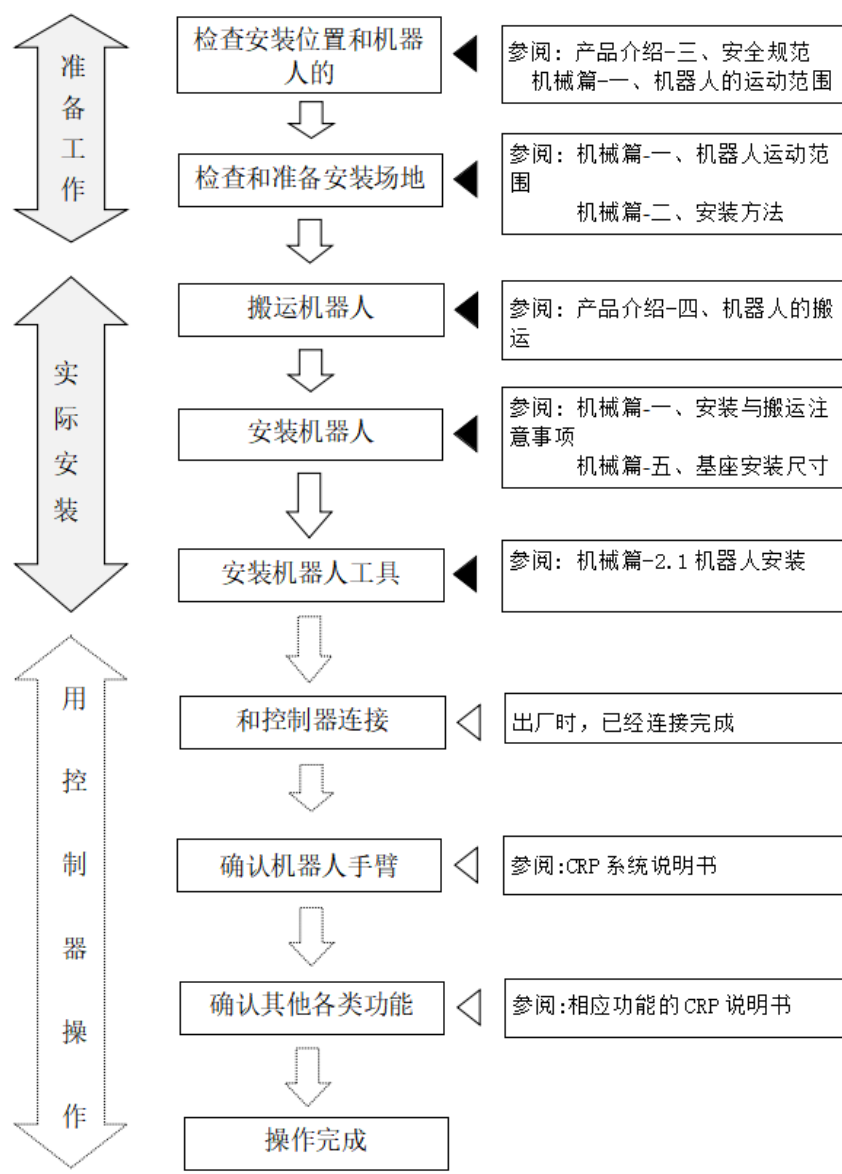 准备工作
检查安装位置和机器
人的
参阅: 产品介绍-三、安全规范
机械篇-一、机器人的运动范围
检查和准备安装场地
参阅: 机械篇-一、机器人运动范
围
机械篇-二、安装方法
实际安装
搬运机器人
参阅: 产品介绍-四、机器人的搬
运
安装机器人
参阅: 机械篇-一、安装与搬运注
意事项
机械篇-五、基座安装尺寸
安装机器人工具
参阅: 机械篇-2.1机器人安装
用控制器操作
和控制器连接
出厂时，已经连接完成
确认机器人手臂
参阅:CRP系统说明书
确认其他各类功能
参阅:相应功能的CRP说明书
操作完成